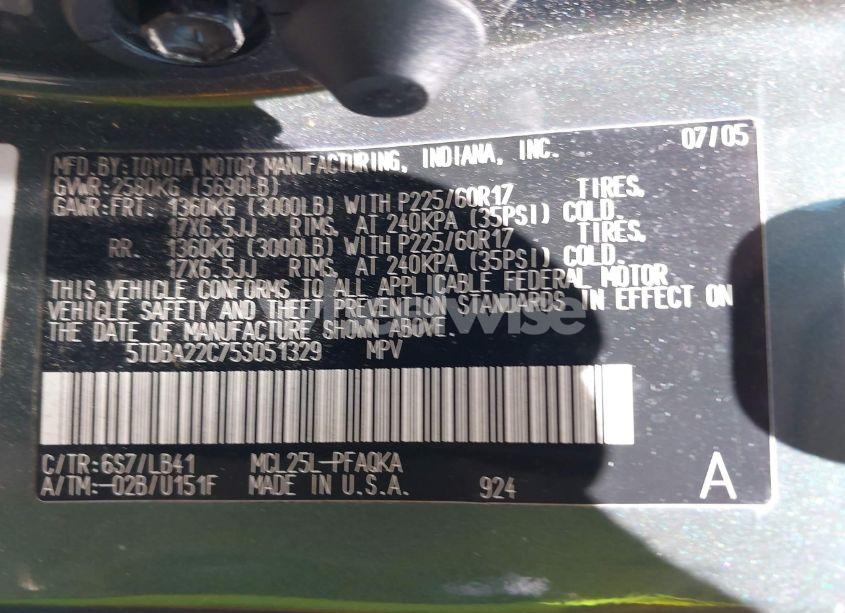 MFD. BY: TOYOTA MOTOR MANUFACTURING, INDIANA, INC. 07/05
GVWR: 2580KG (5690LB)
GAWR: FRT. 1360KG (3000LB) WITH P225/60R17 TIRES,
17X6.5JJ RIMS, AT 240KPA (35PSI) COLD.
RR. 1360KG (3000LB) WITH P225/60R17 TIRES,
17X6.5JJ RIMS, AT 240KPA (35PSI) COLD.
THIS VEHICLE CONFORMS TO ALL APPLICABLE FEDERAL MOTOR
VEHICLE SAFETY AND THEFT PREVENTION STANDARDS IN EFFECT ON
THE DATE OF MANUFACTURE SHOWN ABOVE.
5TDBA22C75S051329 MPV
C/TR: 6S7/LB41 MCL25L-PFAQKA
A/TM: -02B/U151F MADE IN U.S.A. 924 A